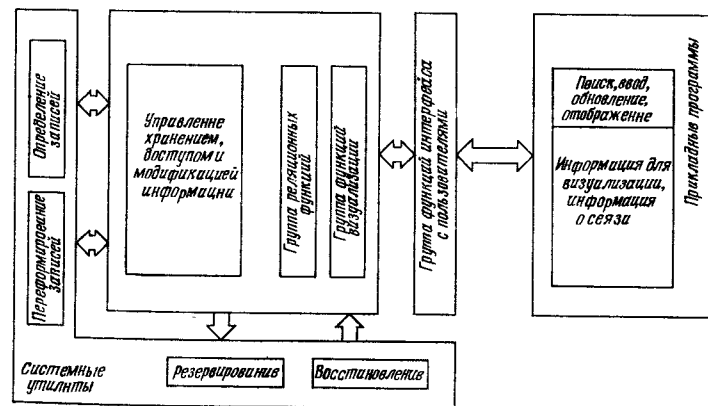 Определение
записей
Переформирование
записей
Управление
хранением,
доступом и
модификацией
информации
Группа реляционных
функций
Группа функций
визуализации
Группа функций интерфейса
с пользователями
Поиск, ввод,
обновление,
отображение
Информация для
визуализации,
информация
о связи
Прикладные программы
Системные
утилиты
Резервирование
Восстановление